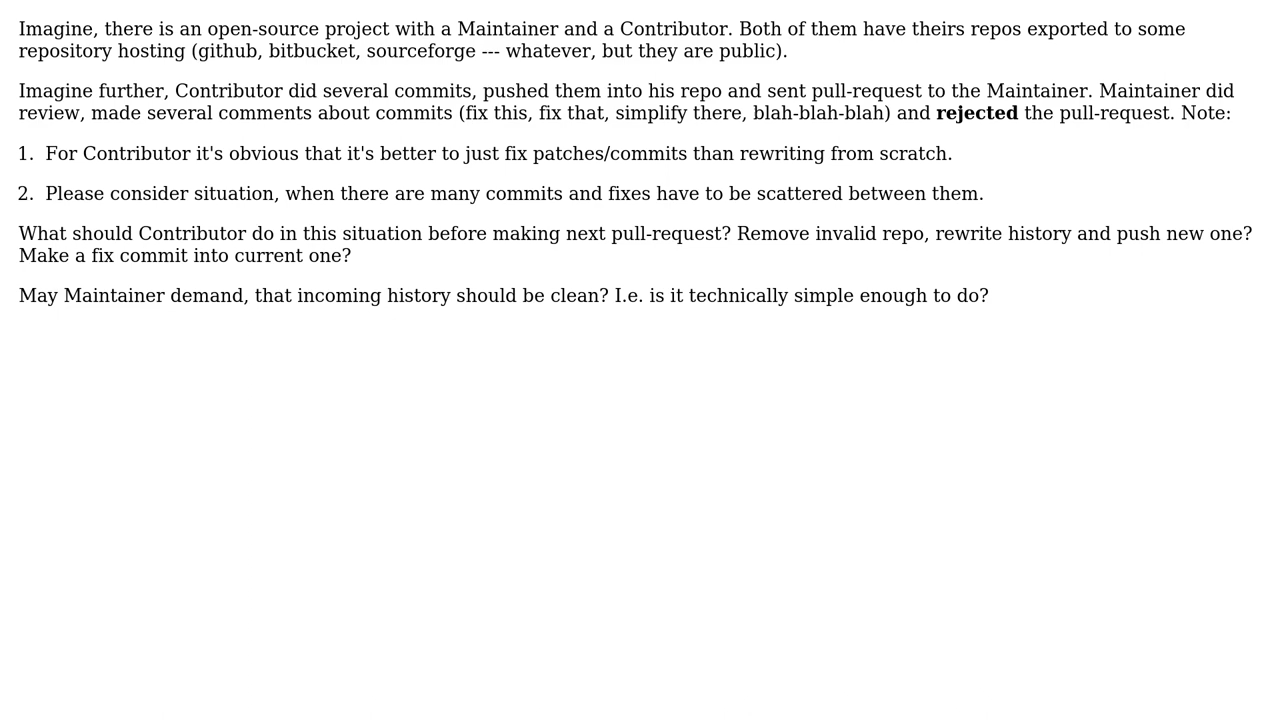 Imagine, there is an open-source project with a Maintainer and a Contributor. Both of them have theirs repos exported to some
repository hosting (github, bitbucket, sourceforge --- whatever, but they are public).
Imagine further, Contributor did several commits, pushed them into his repo and sent pull-request to the Maintainer. Maintainer did
review, made several comments about commits (fix this, fix that, simplify there, blah-blah-blah) and rejected the pull-request. Note:
1. For Contributor it's obvious that it's better to just fix patches/commits than rewriting from scratch.
2. Please consider situation, when there are many commits and fixes have to be scattered between them.
What should Contributor do in this situation before making next pull-request? Remove invalid repo, rewrite history and push new one?
Make a fix commit into current one?
May Maintainer demand, that incoming history should be clean? I.e. is it technically simple enough to do?